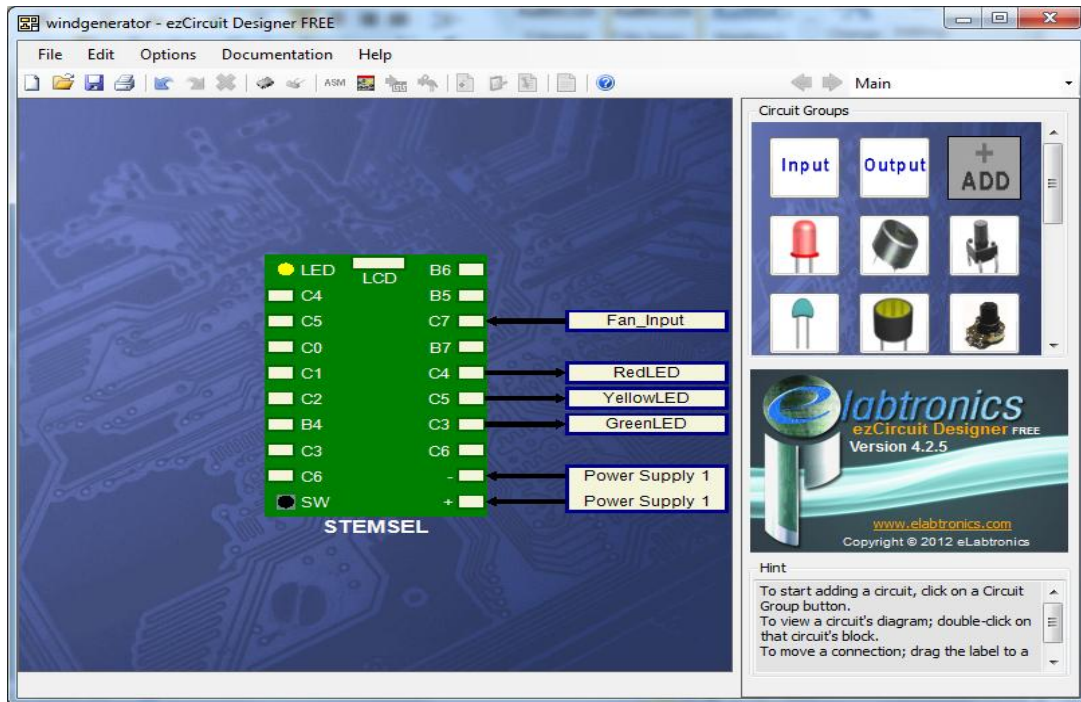 windgenerator - ezCircuit Designer FREE
File Edit Options Documentation Help
ASM
Main
Circuit Groups
Input Output + ADD
LED LCD B6
C4 B5
C5 C7 Fan_Input
C0 B7
C1 C4 RedLED
C2 C5 YellowLED
B4 C3 GreenLED
C3 C6
C6 - Power Supply 1
SW + Power Supply 1
STEMSEL
elabtronics
ezCircuit Designer FREE
Version 4.2.5
www.elabtronics.com
Copyright © 2012 eLabtronics
Hint
To start adding a circuit, click on a Circuit
Group button.
To view a circuit's diagram; double-click on
that circuit's block.
To move a connection; drag the label to a